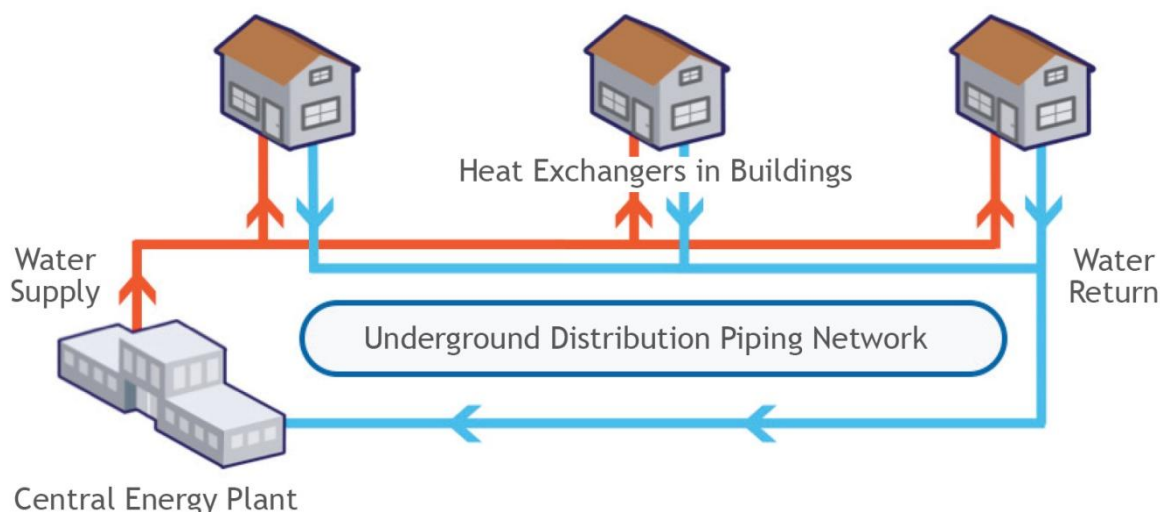 Heat Exchangers in Buildings
Water
Supply
Water
Return
Underground Distribution Piping Network
Central Energy Plant